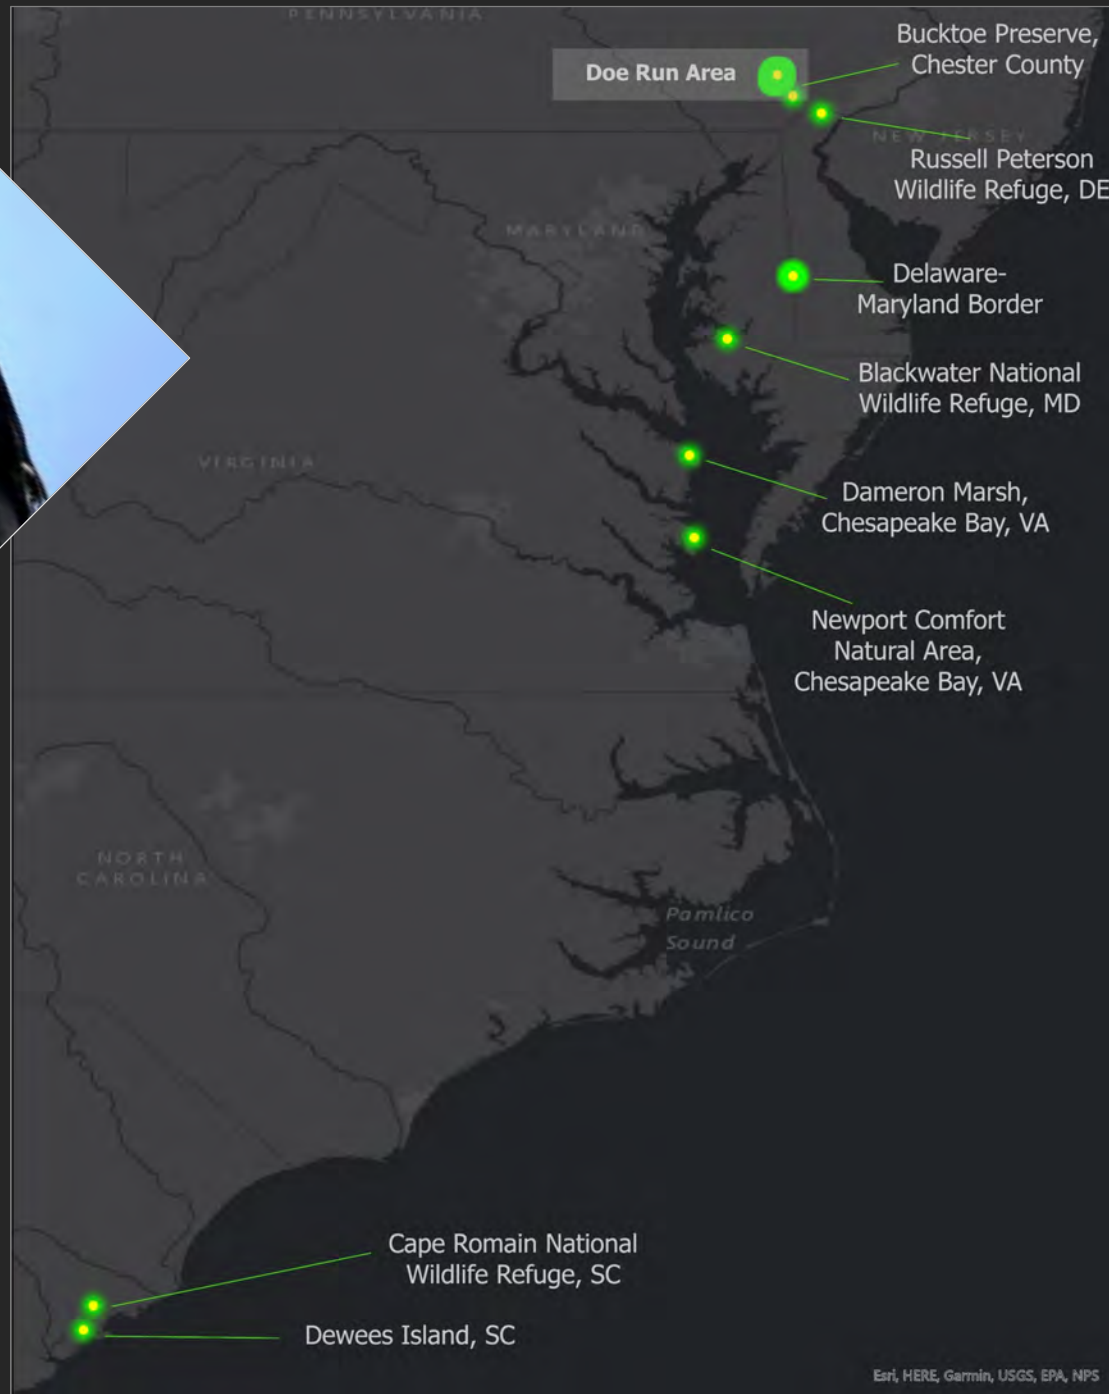 PENNSYLVANIA
Bucktoe Preserve,
Chester County
Doe Run Area
NEW JERSEY
Russell Peterson
Wildlife Refuge, DE
MARYLAND
Delaware-
Maryland Border
Blackwater National
Wildlife Refuge, MD
VIRGINIA
Dameron Marsh,
Chesapeake Bay, VA
Newport Comfort
Natural Area,
Chesapeake Bay, VA
NORTH
CAROLINA
Pamlico
Sound
Cape Romain National
Wildlife Refuge, SC
Dewees Island, SC
Esri, HERE, Garmin, USGS, EPA, NPS